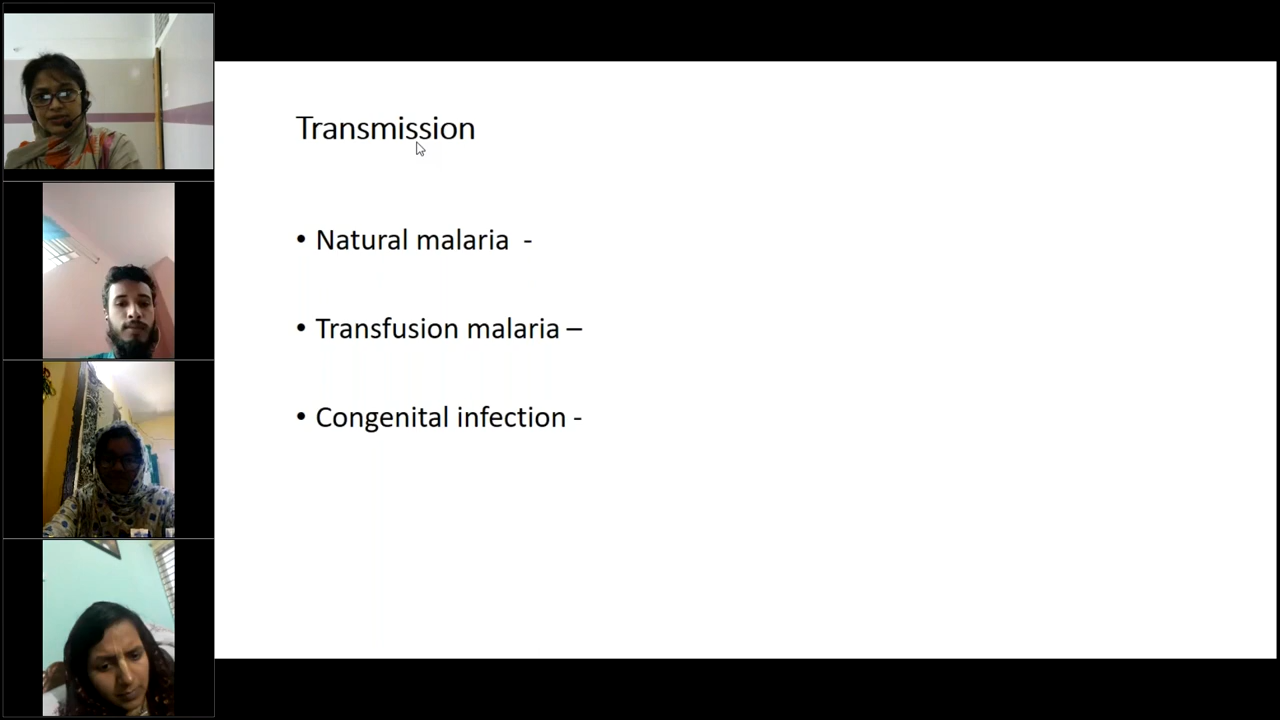 Transmission
• Natural malaria -
• Transfusion malaria –
• Congenital infection -